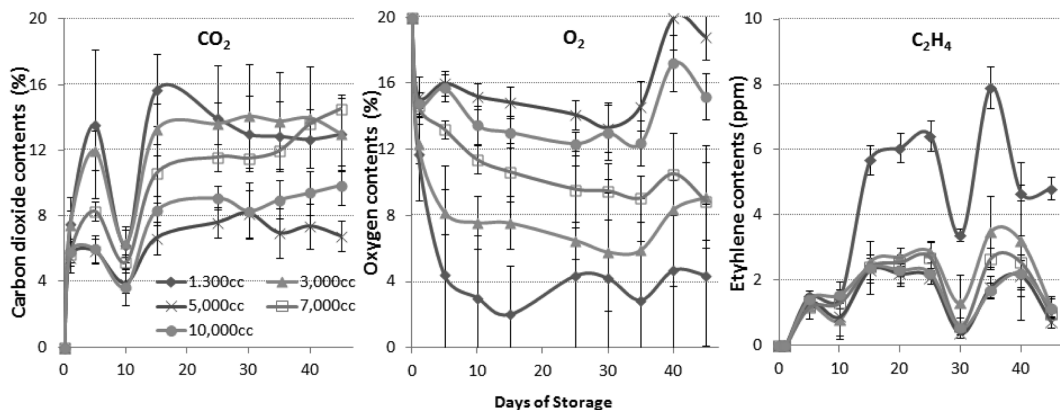 CO2
Carbon dioxide contents (%)
20
16
12
8
4
0
1.300cc
3,000cc
5,000cc
7,000cc
10,000cc
0 10 20 30 40
O2
Oxygen contents (%)
20
16
12
8
4
0
0 10 20 30 40
C2H4
Etyhlene contents (ppm)
10
8
6
4
2
0
0 10 20 30 40 50
Days of Storage